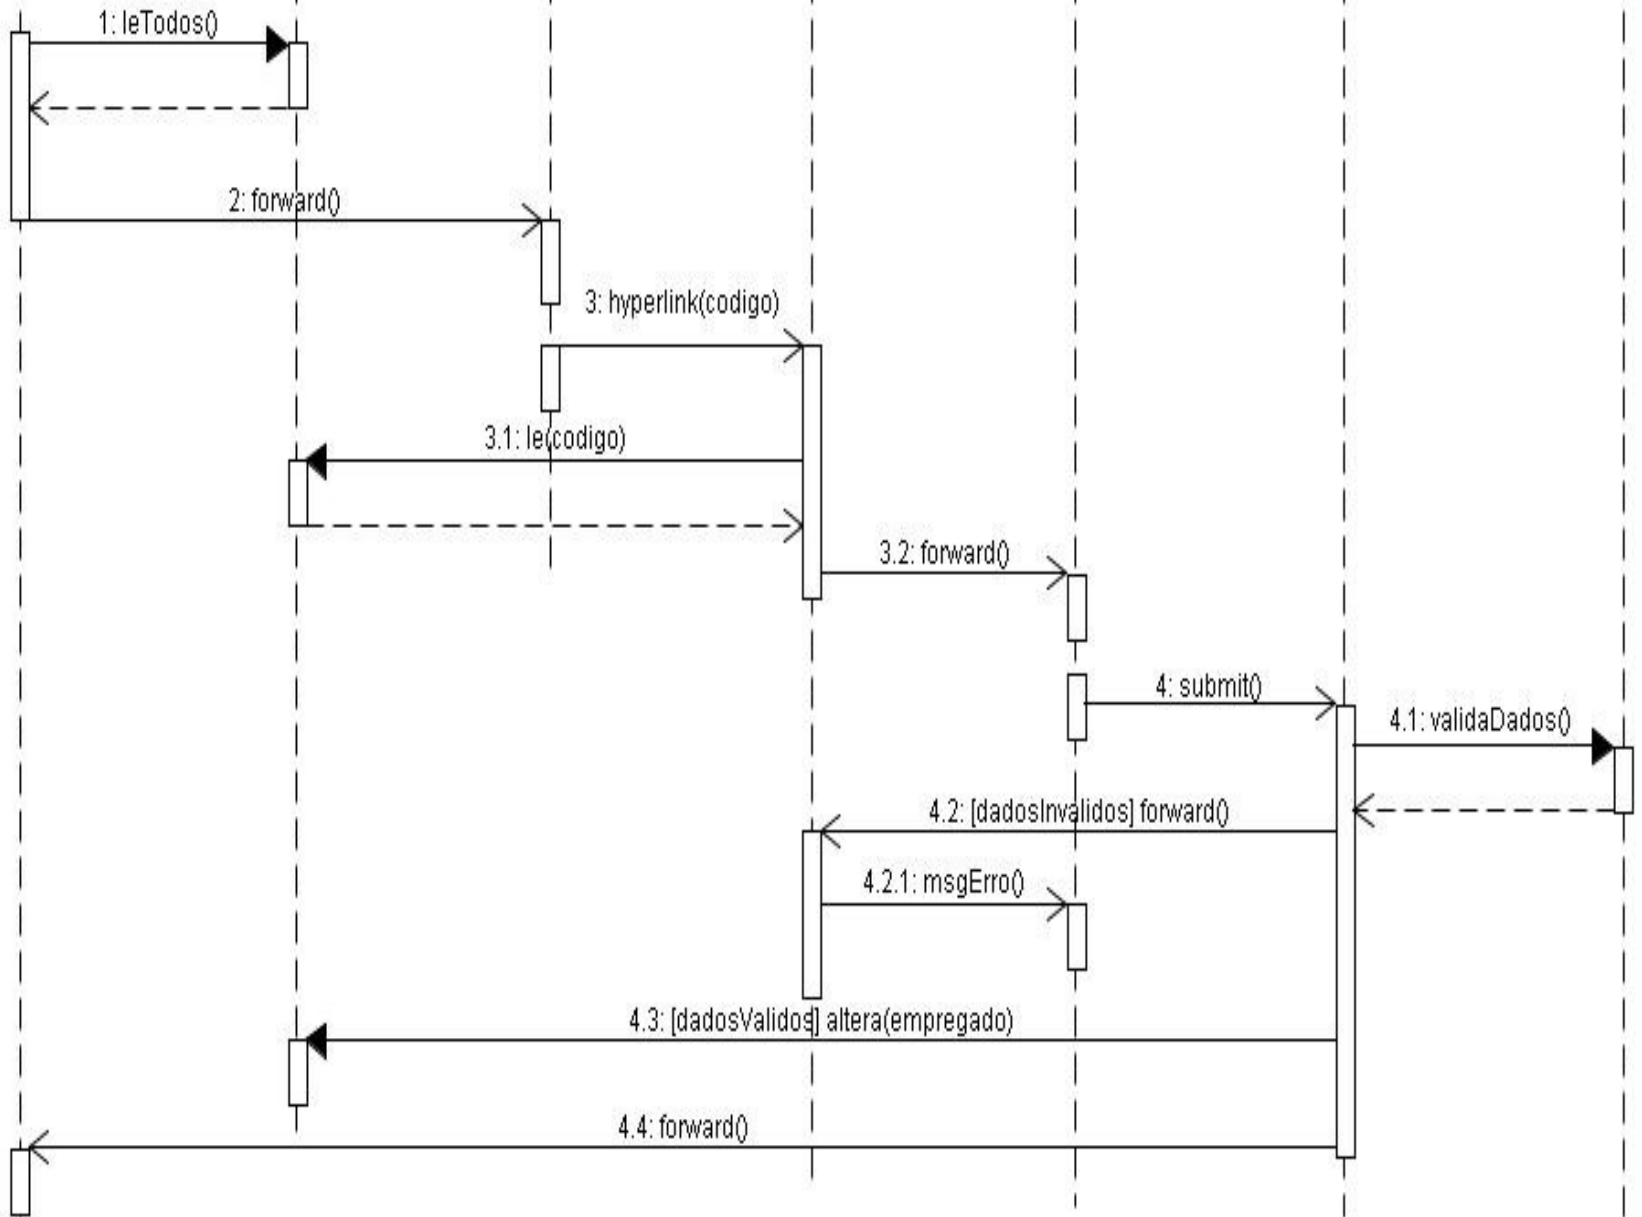 1: leTodos()
2: forward()
3: hyperlink(codigo)
3.1: le(codigo)
3.2: forward()
4: submit()
4.1: validaDados()
4.2: [dadosInvalidos] forward()
4.2.1: msgErro()
4.3: [dadosValidos] altera(empregado)
4.4: forward()